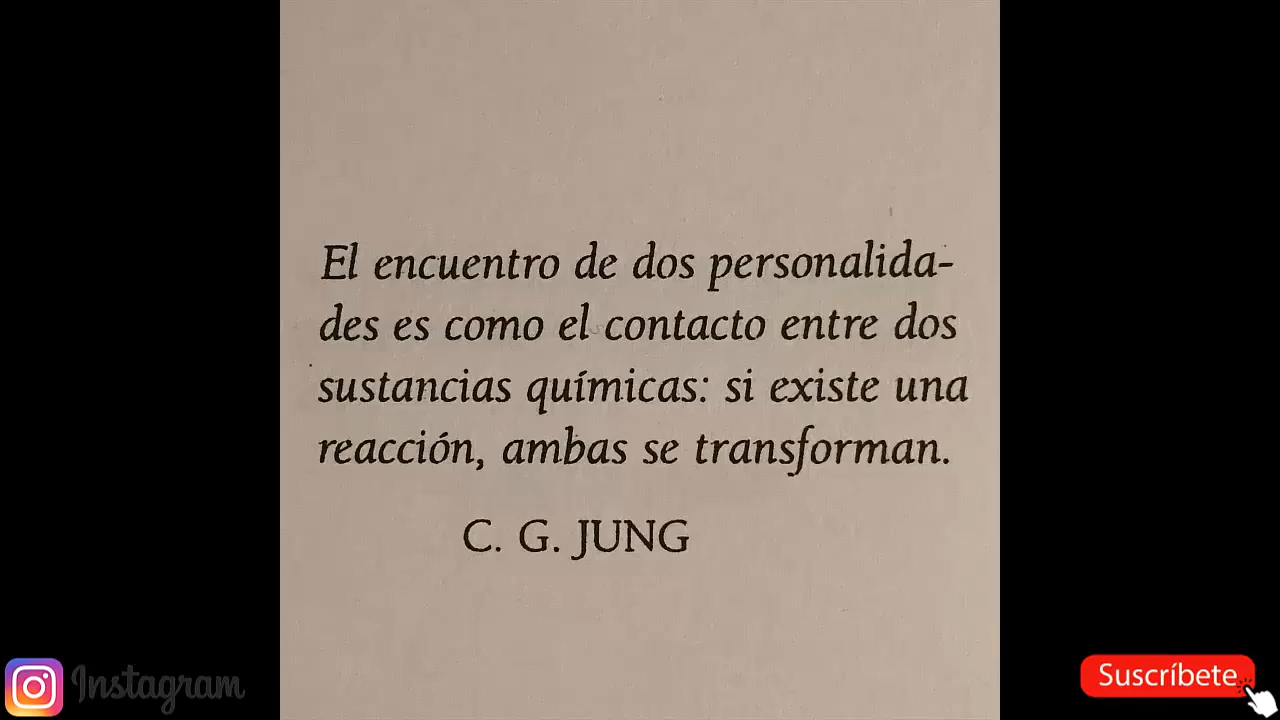 El encuentro de dos personalida-
des es como el contacto entre dos
sustancias químicas: si existe una
reacción, ambas se transforman.
C. G. JUNG
Instagram
Suscríbete